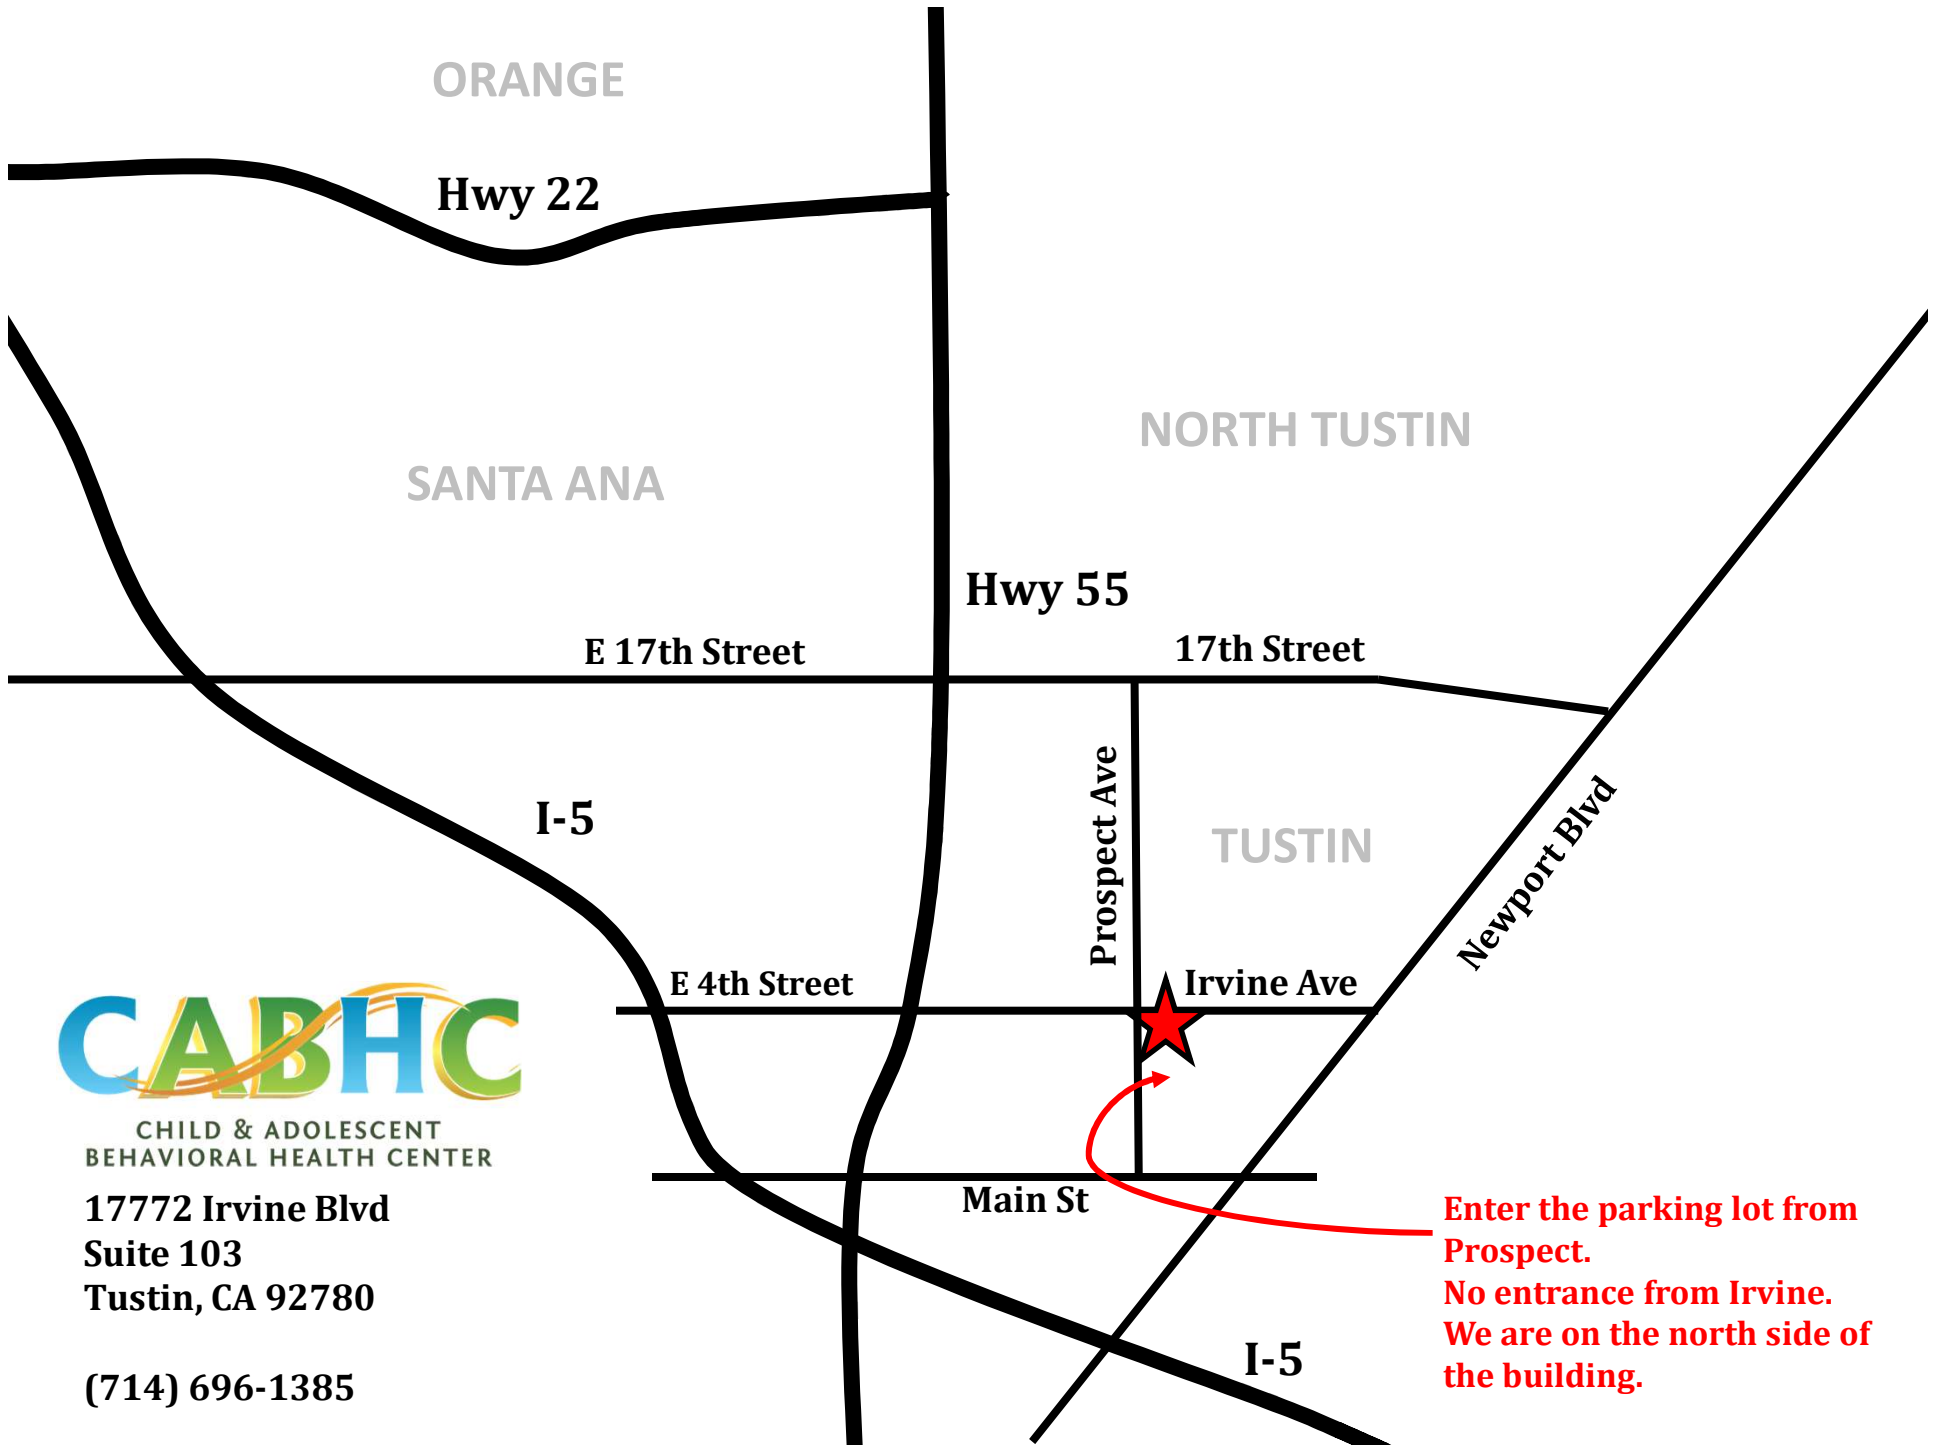 ORANGE
Hwy 22
NORTH TUSTIN
SANTA ANA
Hwy 55
E 17th Street
17th Street
Prospect Ave
I-5
TUSTIN
Newport Blvd
E 4th Street
Irvine Ave
CABHC
CHILD & ADOLESCENT
BEHAVIORAL HEALTH CENTER
17772 Irvine Blvd
Suite 103
Tustin, CA 92780
(714) 696-1385
Main St
I-5
Enter the parking lot from
Prospect.
No entrance from Irvine.
We are on the north side of
the building.